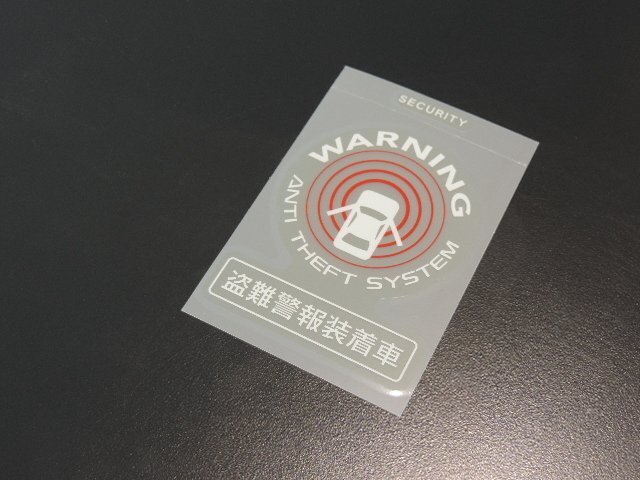 SECURITY
WARNING
ANTI THEFT SYSTEM
盗難警報装着車